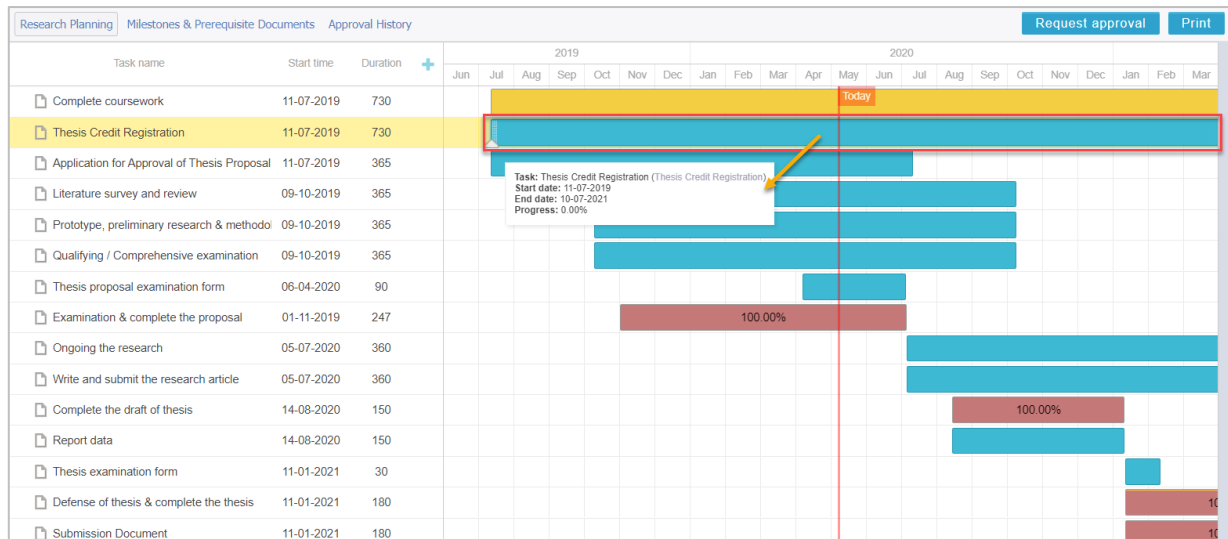 Research Planning Milestones & Prerequisite Documents Approval History Request approval Print
Task name Start time Duration 2019 2020
Jun Jul Aug Sep Oct Nov Dec Jan Feb Mar Apr May Jun Jul Aug Sep Oct Nov Dec Jan Feb Mar
Complete coursework 11-07-2019 730 Today
Thesis Credit Registration 11-07-2019 730
Application for Approval of Thesis Proposal 11-07-2019 365
Task: Thesis Credit Registration (Thesis Credit Registration)
Start date: 11-07-2019
End date: 10-07-2021
Progress: 0.00%
Literature survey and review 09-10-2019 365
Prototype, preliminary research & methodol 09-10-2019 365
Qualifying / Comprehensive examination 09-10-2019 365
Thesis proposal examination form 06-04-2020 90
Examination & complete the proposal 01-11-2019 247 100.00%
Ongoing the research 05-07-2020 360
Write and submit the research article 05-07-2020 360
Complete the draft of thesis 14-08-2020 150 100.00%
Report data 14-08-2020 150
Thesis examination form 11-01-2021 30
Defense of thesis & complete the thesis 11-01-2021 180 10
Submission Document 11-01-2021 180 10